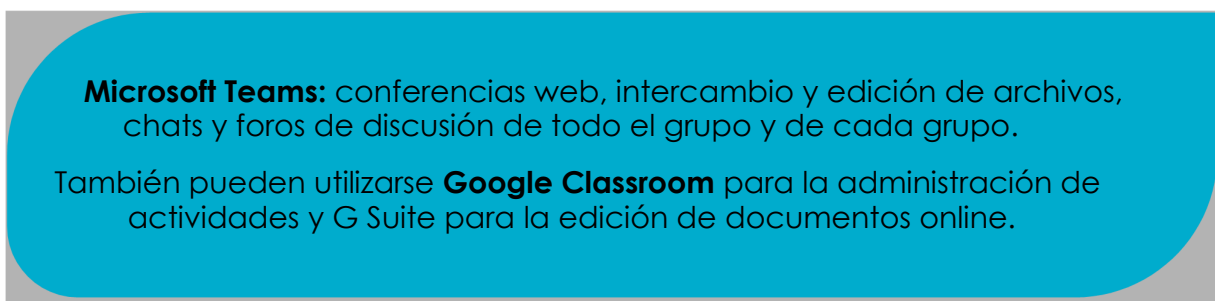 Microsoft Teams: conferencias web, intercambio y edición de archivos,
chats y foros de discusión de todo el grupo y de cada grupo.
También pueden utilizarse Google Classroom para la administración de
actividades y G Suite para la edición de documentos online.